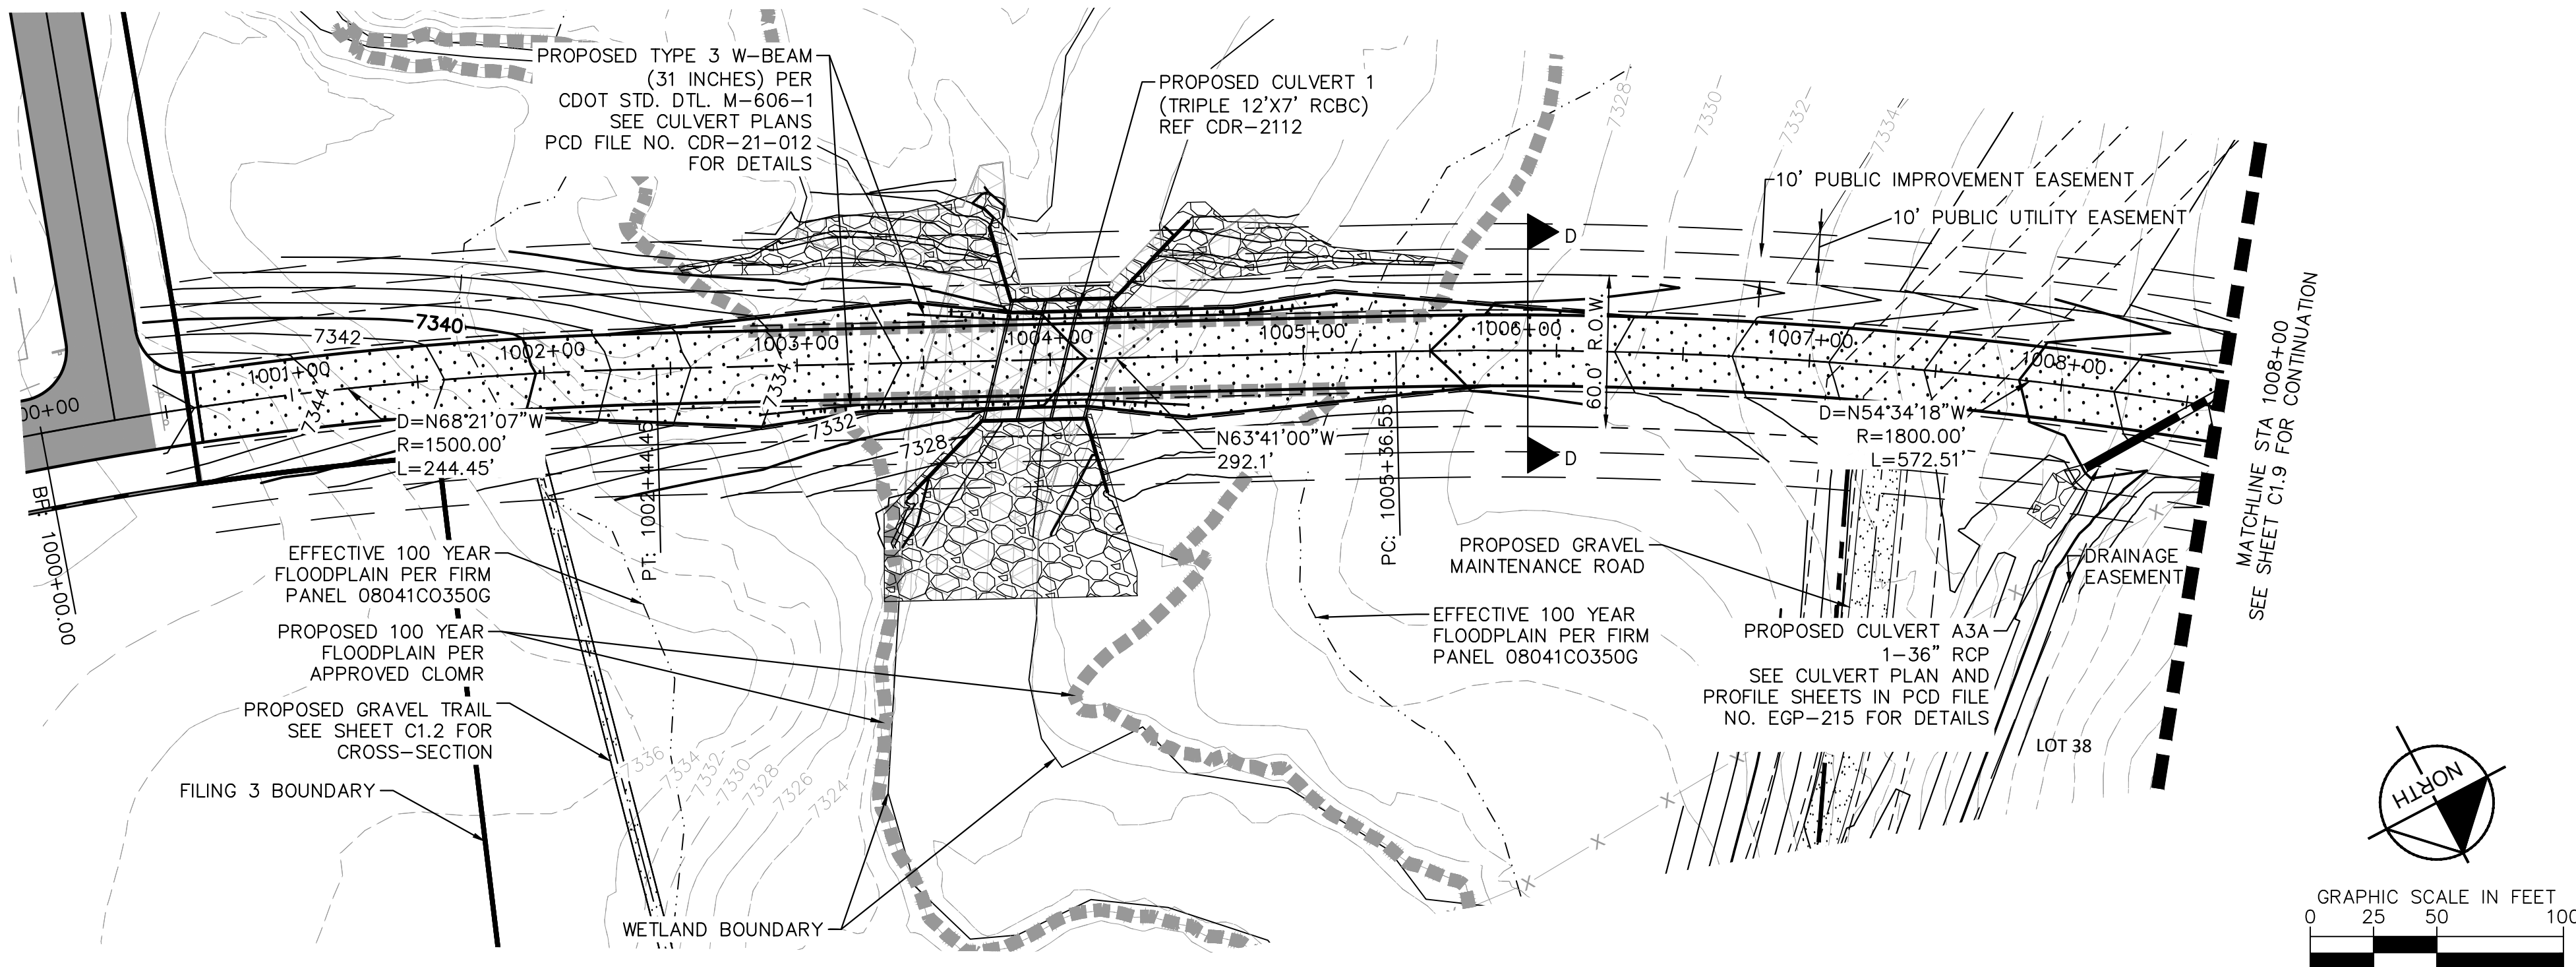 PROPOSED TYPE 3 W-BEAM
(31 INCHES) PER
CDOT STD. DTL. M-606-1
SEE CULVERT PLANS
PCD FILE NO. CDR-21-012
FOR DETAILS
PROPOSED CULVERT 1
(TRIPLE 12'X7' RCBC)
REF CDR-2112
7328
7330
7332
7334
10' PUBLIC IMPROVEMENT EASEMENT
10' PUBLIC UTILITY EASEMENT
D
D
60.0' R.O.W.
7342
7340
7344
7334
7332
7328
1001+00
1002+00
1003+00
1004+00
1005+00
1006+00
1007+00
1008+00
00+00
BP: 1000+00.00
D=N68°21'07"W
R=1500.00'
L=244.45'
PT: 1002+44.45
N63°41'00"W
292.1'
PC: 1005+36.55
D=N54°34'18"W
R=1800.00'
L=572.51'
MATCHLINE STA 1008+00
SEE SHEET C1.9 FOR CONTINUATION
EFFECTIVE 100 YEAR
FLOODPLAIN PER FIRM
PANEL 08041CO350G
PROPOSED 100 YEAR
FLOODPLAIN PER
APPROVED CLOMR
PROPOSED GRAVEL TRAIL
SEE SHEET C1.2 FOR
CROSS-SECTION
FILING 3 BOUNDARY
7336
7334
7332
7330
7328
7326
7324
WETLAND BOUNDARY
PROPOSED GRAVEL
MAINTENANCE ROAD
EFFECTIVE 100 YEAR
FLOODPLAIN PER FIRM
PANEL 08041CO350G
PROPOSED CULVERT A3A
1-36" RCP
SEE CULVERT PLAN AND
PROFILE SHEETS IN PCD FILE
NO. EGP-215 FOR DETAILS
DRAINAGE
EASEMENT
LOT 38
NORTH
GRAPHIC SCALE IN FEET
0 25 50 100